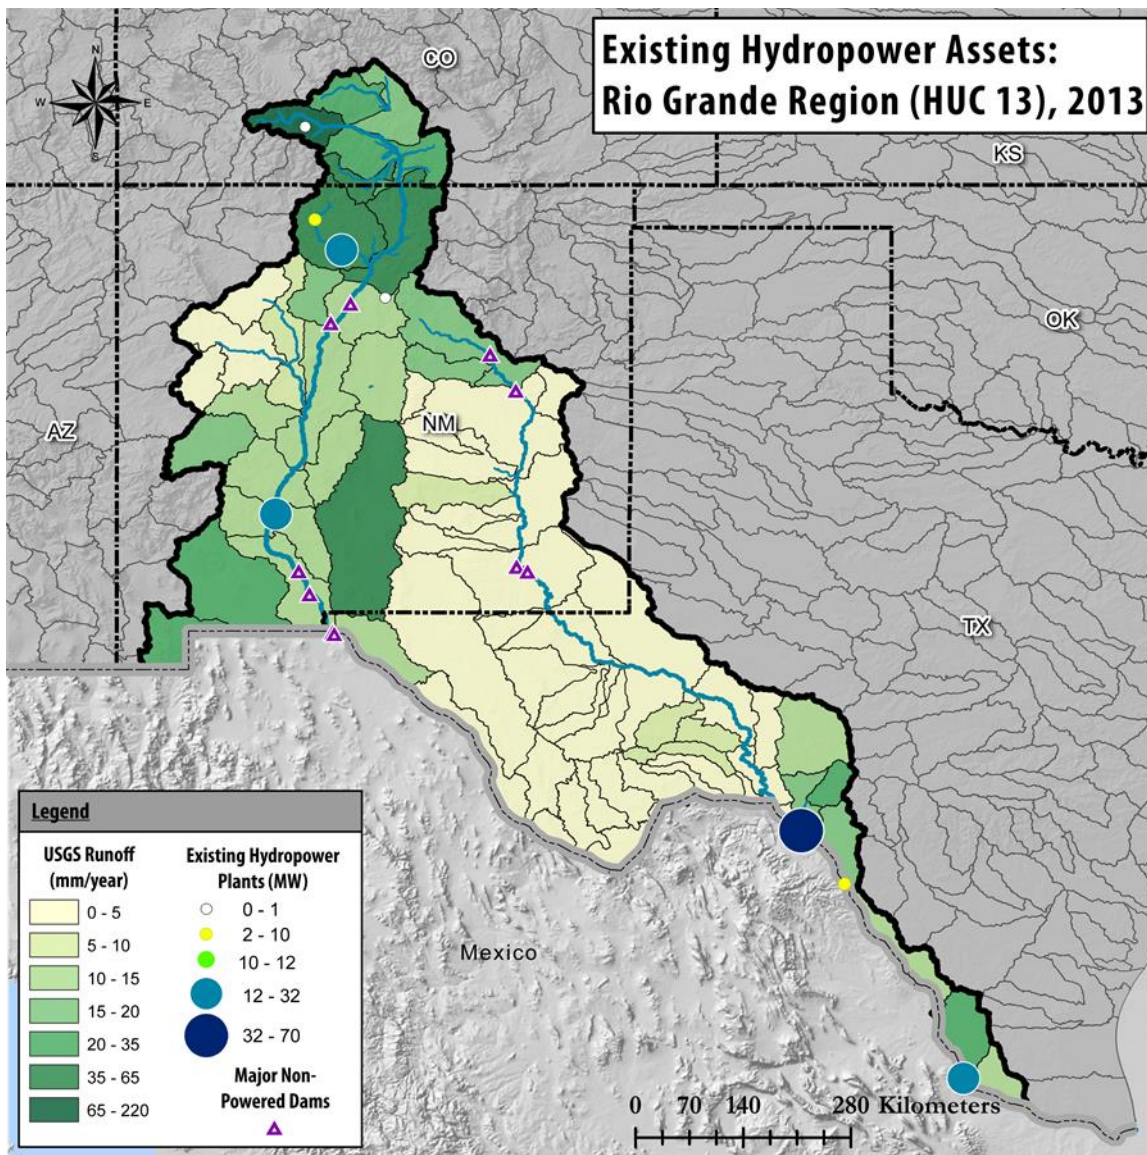 Existing Hydropower Assets:
Rio Grande Region (HUC 13), 2013
N
W
E
S
CO
KS
OK
AZ
NM
TX
Mexico
Legend
USGS Runoff
(mm/year)
0 - 5
5 - 10
10 - 15
15 - 20
20 - 35
35 - 65
65 - 220
Existing Hydropower
Plants (MW)
0 - 1
2 - 10
10 - 12
12 - 32
32 - 70
Major Non-
Powered Dams
0 70 140 280 Kilometers